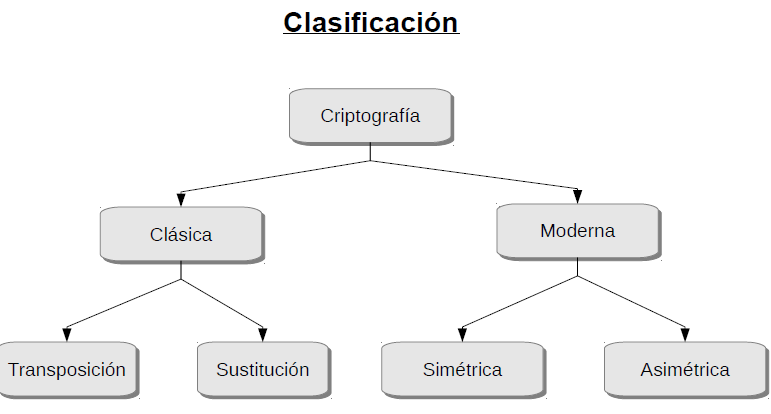 Clasificación
Criptografía
Clásica
Moderna
Transposición
Sustitución
Simétrica
Asimétrica